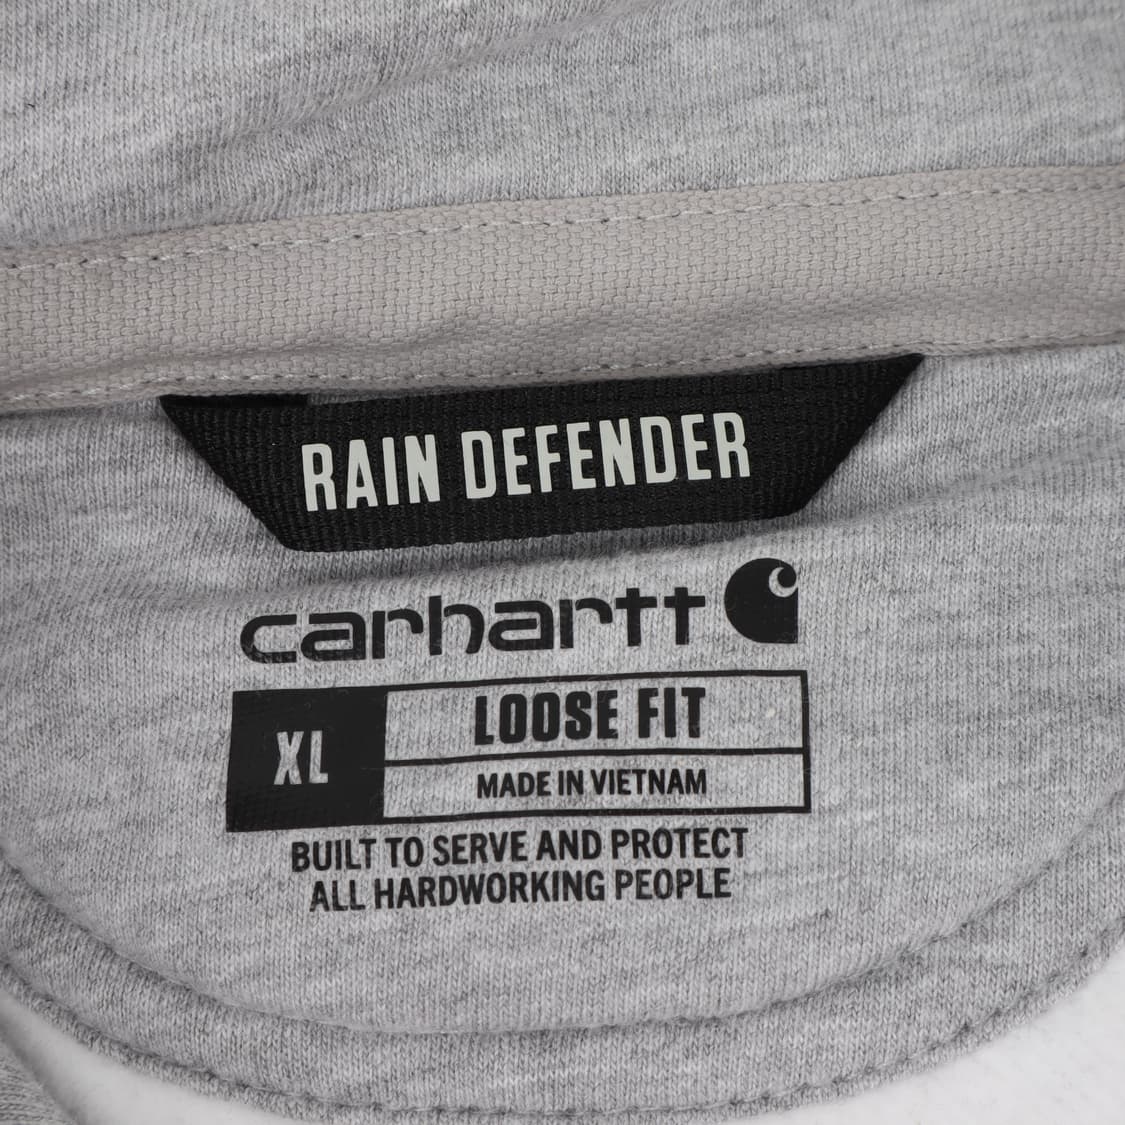 RAIN DEFENDER
carhartt
XL
LOOSE FIT
MADE IN VIETNAM
BUILT TO SERVE AND PROTECT
ALL HARDWORKING PEOPLE